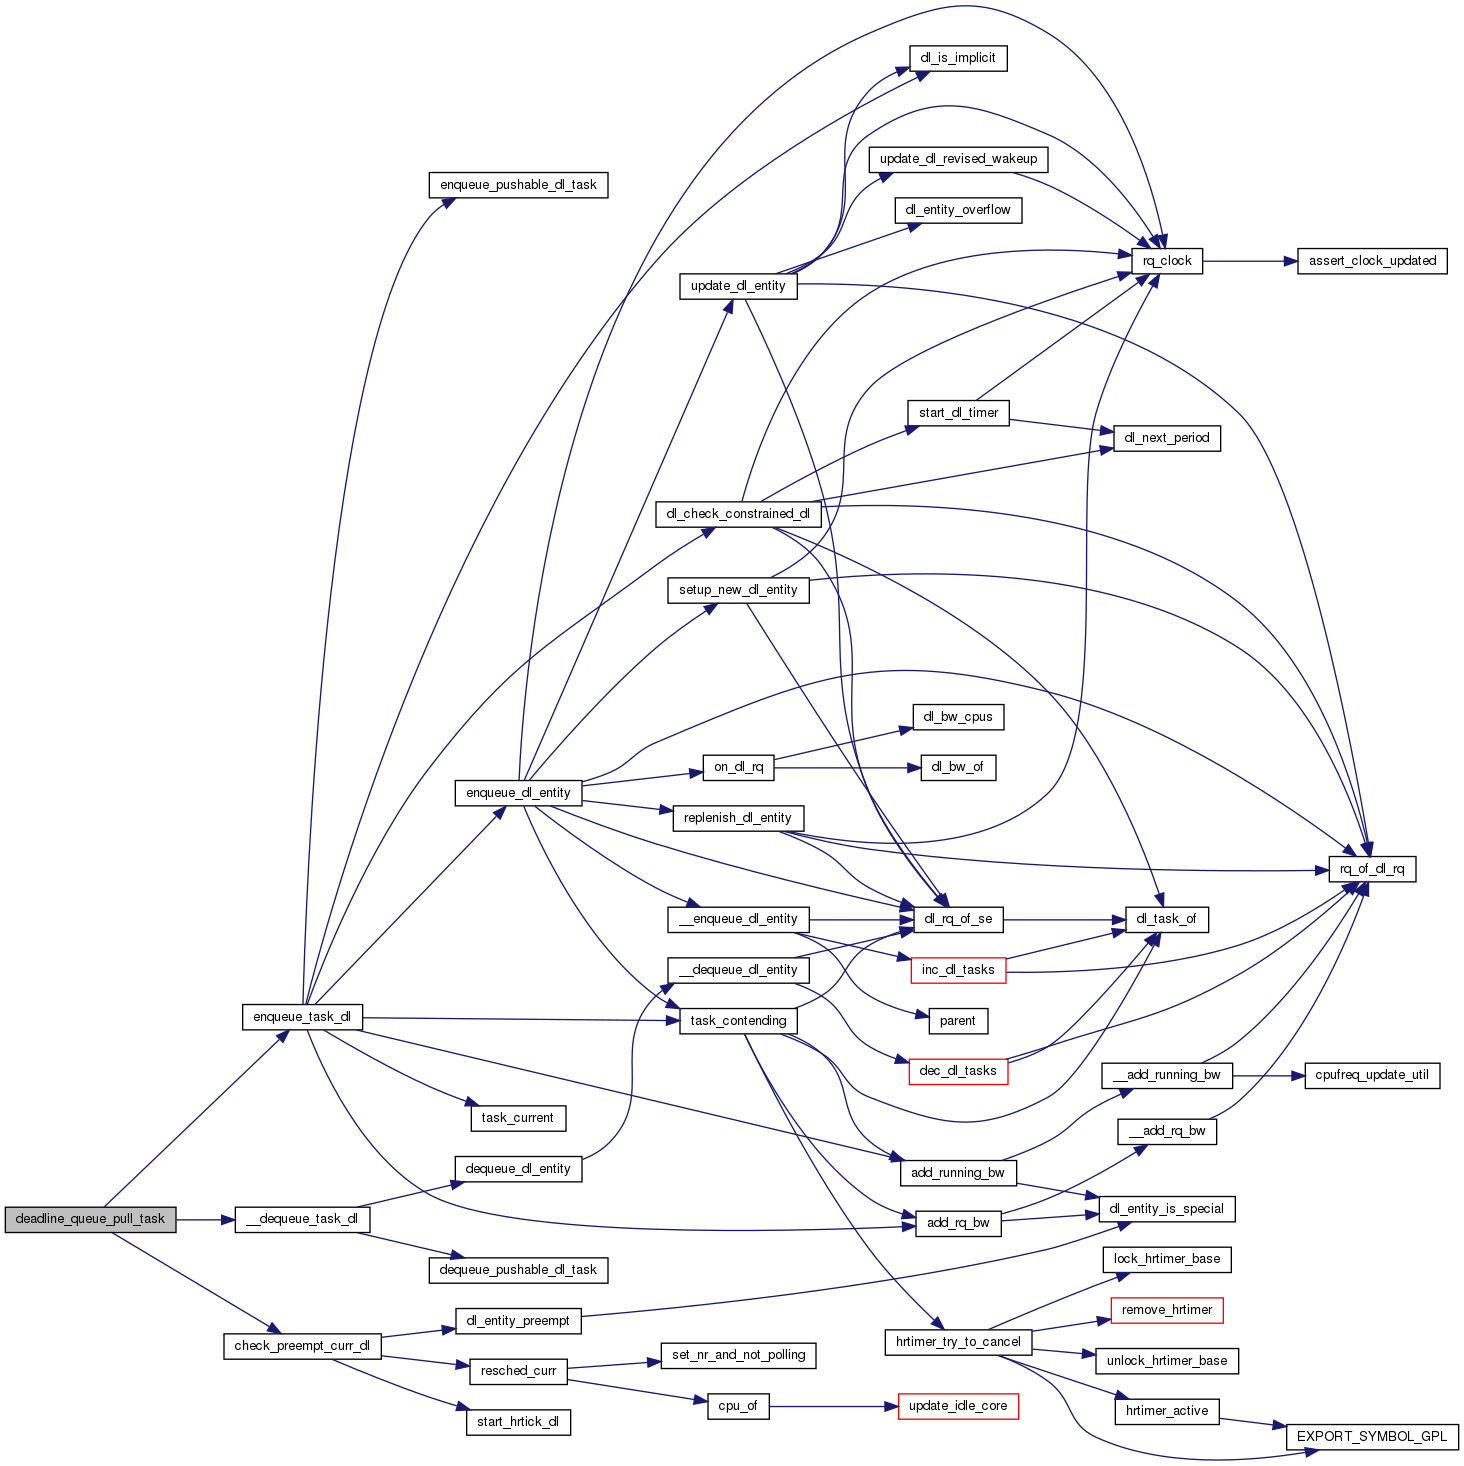 dl_is_implicit
update_dl_revised_wakeup
enqueue_pushable_dl_task
dl_entity_overflow
rq_clock
assert_clock_updated
update_dl_entity
start_dl_timer
dl_next_period
dl_check_constrained_dl
setup_new_dl_entity
dl_bw_cpus
on_dl_rq
dl_bw_of
enqueue_dl_entity
replenish_dl_entity
rq_of_dl_rq
__enqueue_dl_entity
dl_rq_of_se
dl_task_of
__dequeue_dl_entity
inc_dl_tasks
enqueue_task_dl
task_contending
parent
dec_dl_tasks
__add_running_bw
cpufreq_update_util
task_current
__add_rq_bw
dequeue_dl_entity
add_running_bw
deadline_queue_pull_task
__dequeue_task_dl
add_rq_bw
dl_entity_is_special
dequeue_pushable_dl_task
lock_hrtimer_base
dl_entity_preempt
remove_hrtimer
check_preempt_curr_dl
hrtimer_try_to_cancel
set_nr_and_not_polling
unlock_hrtimer_base
resched_curr
cpu_of
update_idle_core
hrtimer_active
start_hrtick_dl
EXPORT_SYMBOL_GPL